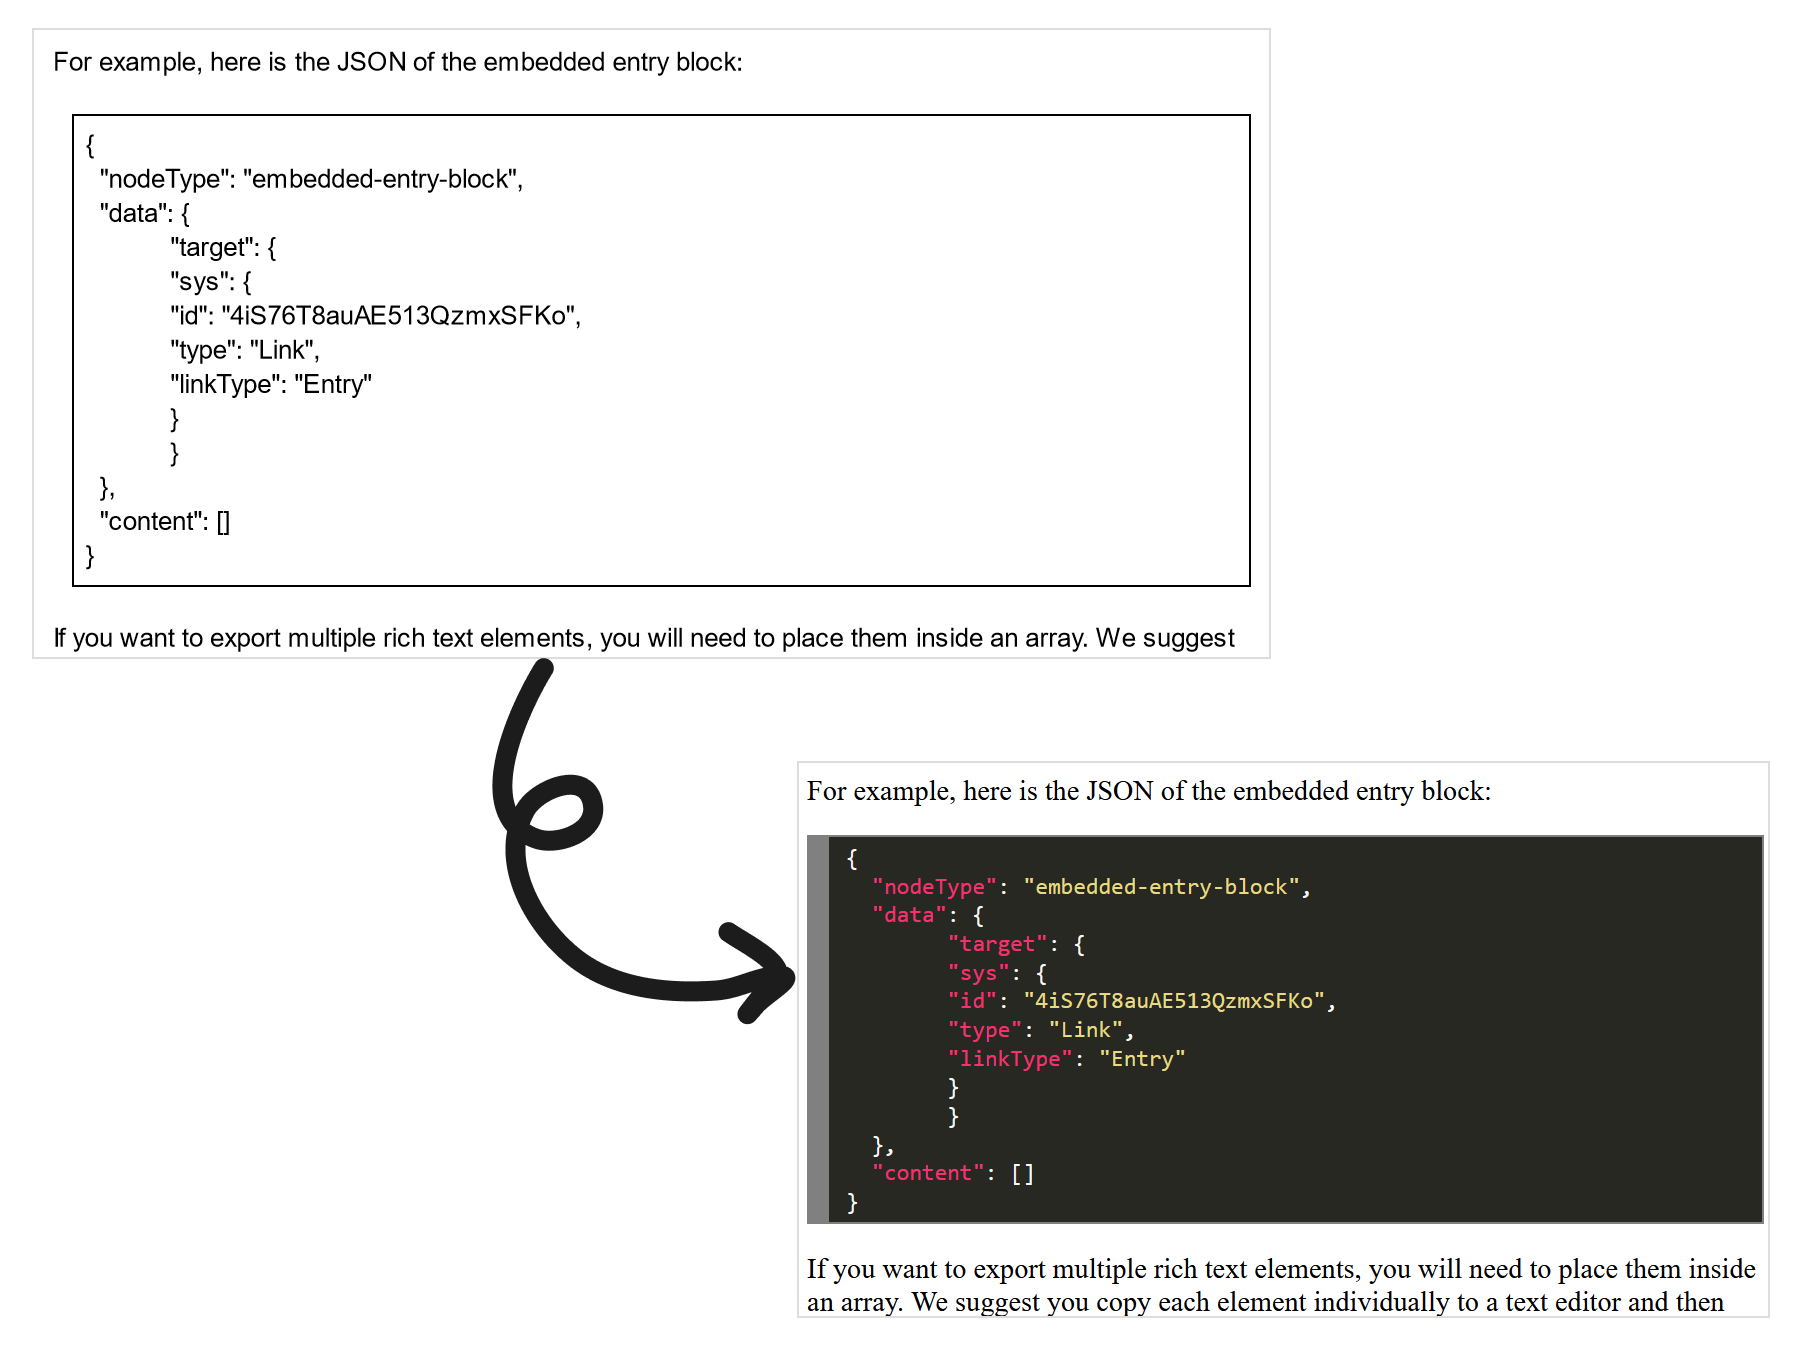 For example, here is the JSON of the embedded entry block:
{
"nodeType": "embedded-entry-block",
"data": {
"target": {
"sys": {
"id": "4iS76T8auAE513QzmxSFKo",
"type": "Link",
"linkType": "Entry"
}
}
},
"content": []
}
If you want to export multiple rich text elements, you will need to place them inside an array. We suggest
For example, here is the JSON of the embedded entry block:
{
"nodeType": "embedded-entry-block",
"data": {
"target": {
"sys": {
"id": "4iS76T8auAE513QzmxSFKo",
"type": "Link",
"linkType": "Entry"
}
}
},
"content": []
}
If you want to export multiple rich text elements, you will need to place them inside
an array. We suggest you copy each element individually to a text editor and then